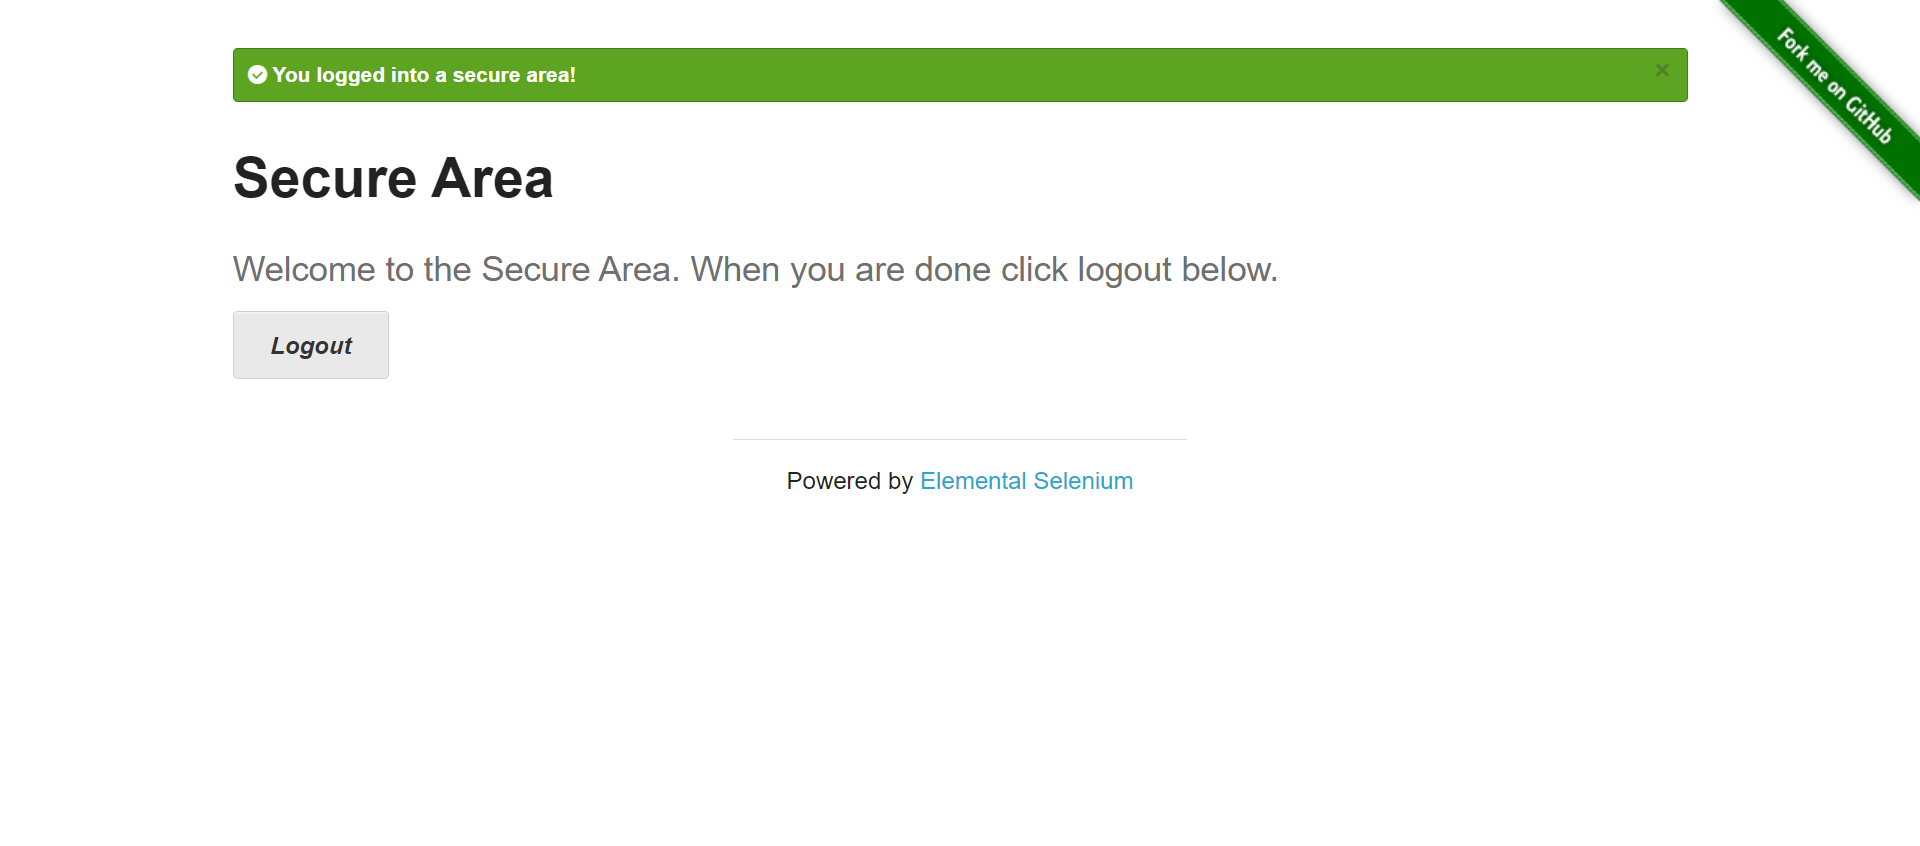 You logged into a secure area!
×
Fork me on GitHub
Secure Area
Welcome to the Secure Area. When you are done click logout below.
Logout
Powered by Elemental Selenium